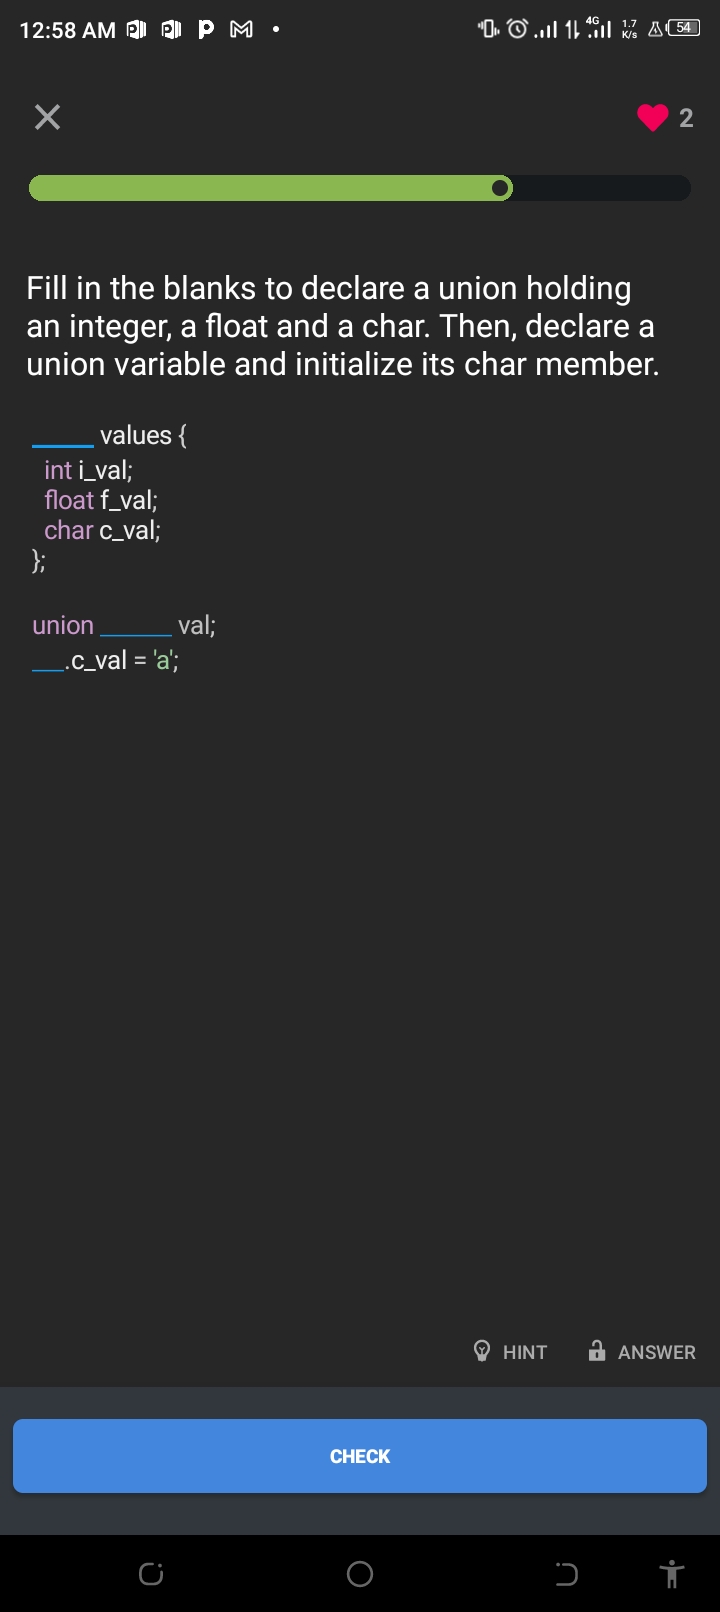 12:58 AM
4G
1.7
K/s
54
2
Fill in the blanks to declare a union holding
an integer, a float and a char. Then, declare a
union variable and initialize its char member.
_____ values {
int i_val;
float f_val;
char c_val;
};
union ______ val;
___.c_val = 'a';
HINT
ANSWER
CHECK